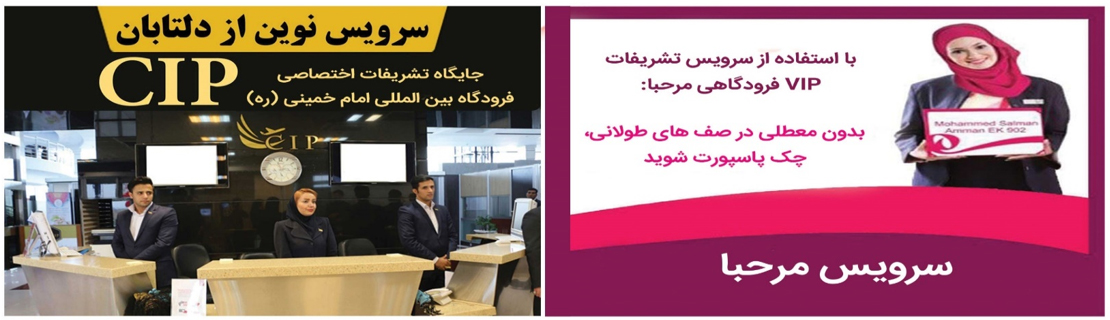 سرویس نوین از دلتابان
CIP
جایگاه تشریفات اختصاصی
فرودگاه بین المللی امام خمینی (ره)
CIP
با استفاده از سرویس تشریفات
VIP فرودگاهی مرحبا:
بدون معطلی در صف های طولانی،
چک پاسپورت شوید
Mohammed Salman
Amman EK 902
سرویس مرحبا